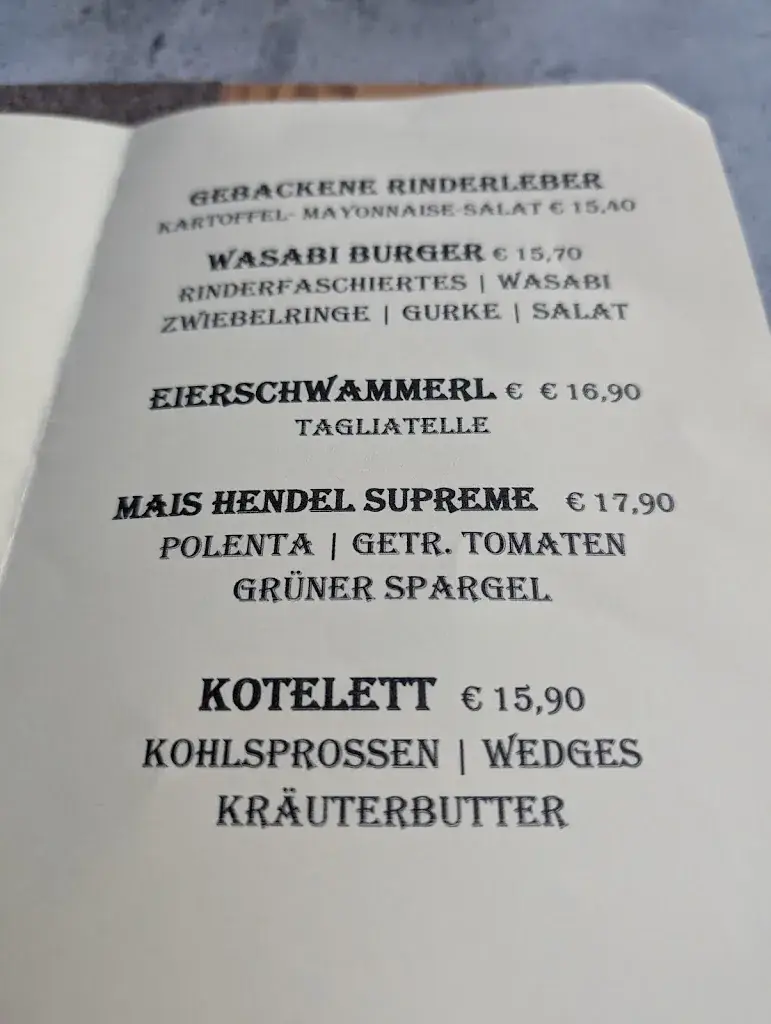 GEBACKENE RINDERLEBER
KARTOFFEL- MAYONNAISE-SALAT € 15,40
WASABI BURGER € 15,70
RINDERFASCHIERTES | WASABI
ZWIEBELRINGE | GURKE | SALAT
EIERSCHWAMMERL € € 16,90
TAGLIATELLE
MAIS HENDEL SUPREME € 17,90
POLENTA | GETR. TOMATEN
GRÜNER SPARGEL
KOTELETT € 15,90
KOHLSPROSSEN | WEDGES
KRÄUTERBUTTER